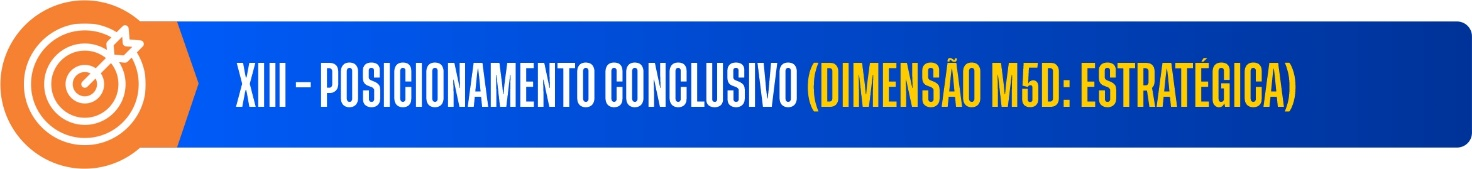 XIII - POSICIONAMENTO CONCLUSIVO (DIMENSÃO M5D: ESTRATÉGICA)